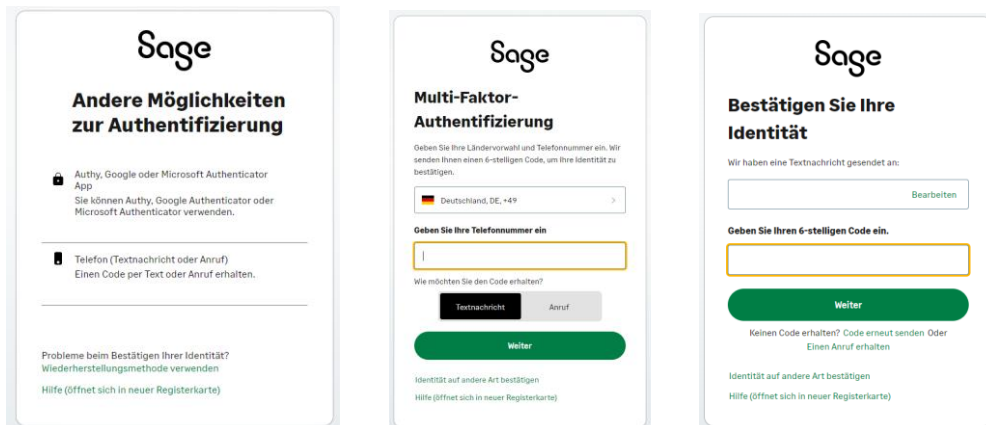 Sage
Andere Möglichkeiten
zur Authentifizierung
Authy, Google oder Microsoft Authenticator
App
Sie können Authy, Google Authenticator oder
Microsoft Authenticator verwenden.
Telefon (Textnachricht oder Anruf)
Einen Code per Text oder Anruf erhalten.
Probleme beim Bestätigen Ihrer Identität?
Wiederherstellungsmethode verwenden
Hilfe (öffnet sich in neuer Registerkarte)
Sage
Multi-Faktor-
Authentifizierung
Geben Sie Ihre Ländervorwahl und Telefonnummer ein. Wir
senden Ihnen einen 6-stelligen Code, um Ihre Identität zu
bestätigen.
Deutschland, DE, +49
Geben Sie Ihre Telefonnummer ein
Wie möchten Sie den Code erhalten?
Textnachricht Anruf
Weiter
Identität auf andere Art bestätigen
Hilfe (öffnet sich in neuer Registerkarte)
Sage
Bestätigen Sie Ihre
Identität
Wir haben eine Textnachricht gesendet an:
Bearbeiten
Geben Sie Ihren 6-stelligen Code ein.
Weiter
Keinen Code erhalten? Code erneut senden Oder
Einen Anruf erhalten
Identität auf andere Art bestätigen
Hilfe (öffnet sich in neuer Registerkarte)